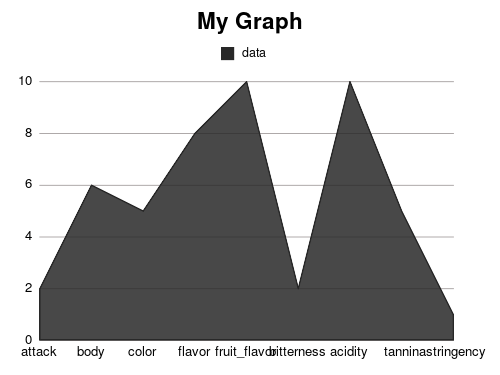 My Graph
data
10
8
6
4
2
0
attack body color flavor fruit_flavor bitterness acidity tannin astringency